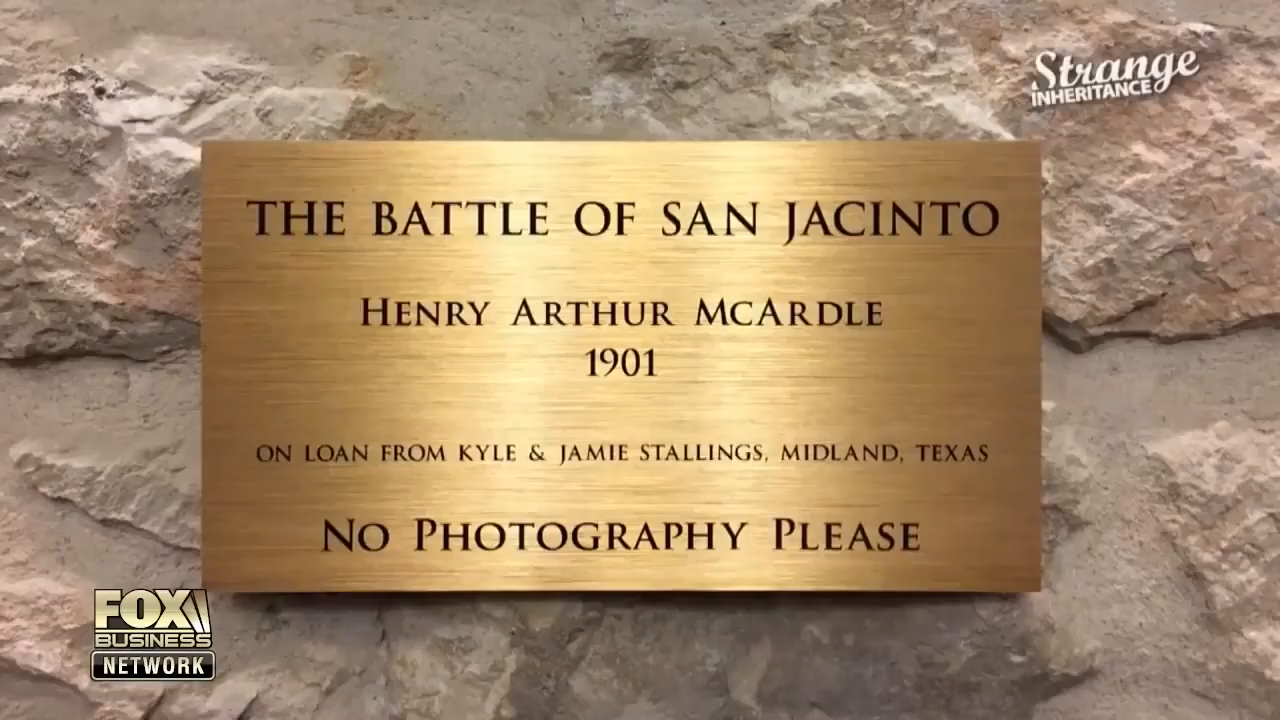 Strange
INHERITANCE
THE BATTLE OF SAN JACINTO
HENRY ARTHUR MCARDLE
1901
ON LOAN FROM KYLE & JAMIE STALLINGS, MIDLAND, TEXAS
NO PHOTOGRAPHY PLEASE
FOX
BUSINESS
NETWORK